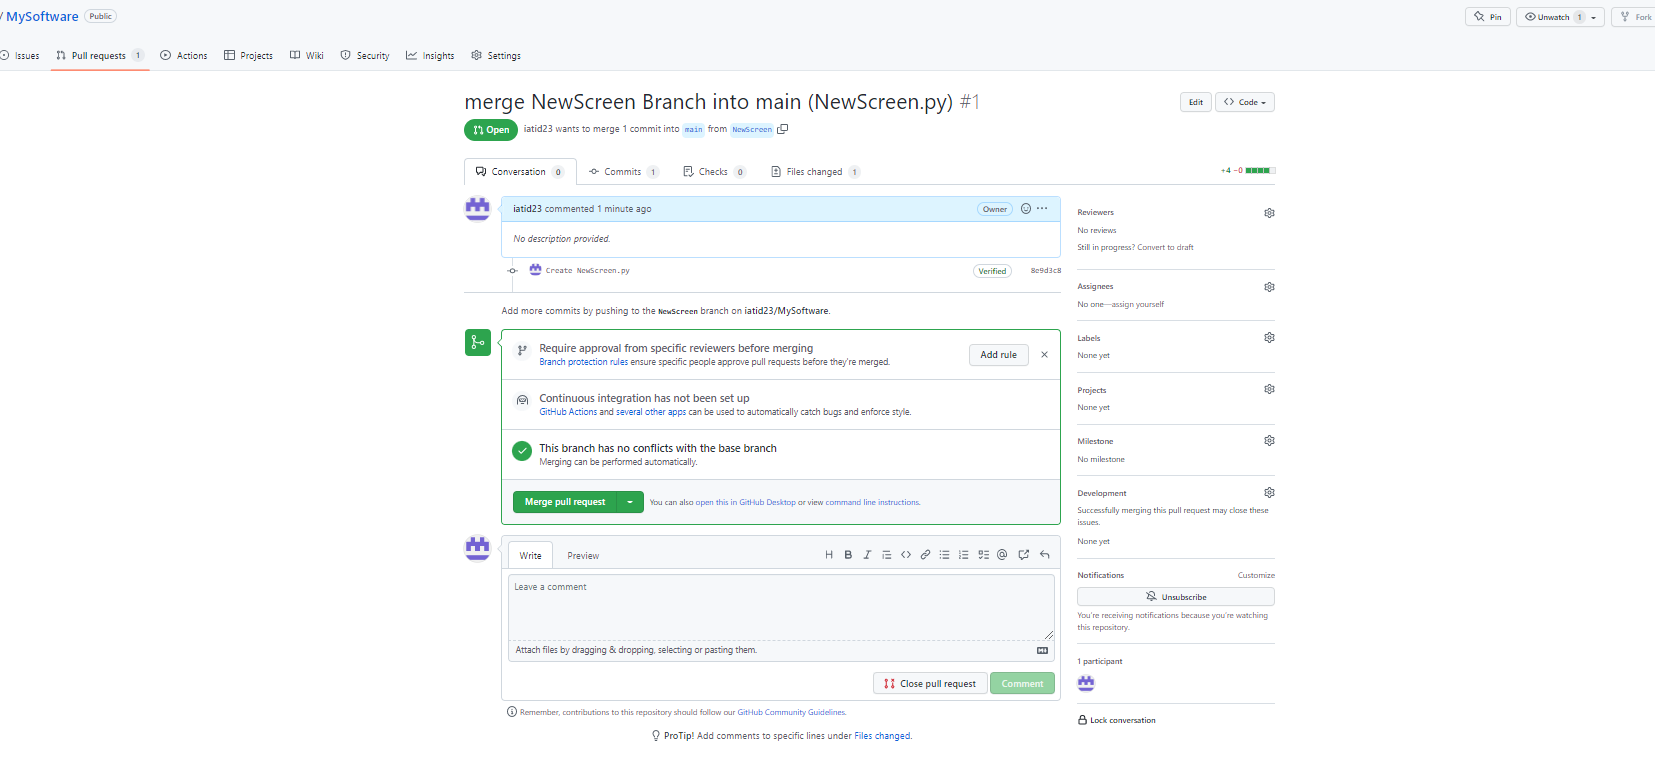 / MySoftware Public
Pin Unwatch 1 Fork
Issues Pull requests 1 Actions Projects Wiki Security Insights Settings
merge NewScreen Branch into main (NewScreen.py) #1
Edit <> Code
Open iatid23 wants to merge 1 commit into main from NewScreen
Conversation 0 Commits 1 Checks 0 Files changed 1
+4 −0
iatid23 commented 1 minute ago Owner ...
No description provided.
Create NewScreen.py Verified 8e9d3c8
Add more commits by pushing to the NewScreen branch on iatid23/MySoftware.
Require approval from specific reviewers before merging
Branch protection rules ensure specific people approve pull requests before they're merged.
Add rule
Continuous integration has not been set up
GitHub Actions and several other apps can be used to automatically catch bugs and enforce style.
This branch has no conflicts with the base branch
Merging can be performed automatically.
Merge pull request You can also open this in GitHub Desktop or view command line instructions.
Write Preview H B I <> @
Leave a comment
Attach files by dragging & dropping, selecting or pasting them.
Close pull request Comment
Remember, contributions to this repository should follow our GitHub Community Guidelines.
ProTip! Add comments to specific lines under Files changed.
Reviewers
No reviews
Still in progress? Convert to draft
Assignees
No one—assign yourself
Labels
None yet
Projects
None yet
Milestone
No milestone
Development
Successfully merging this pull request may close these
issues.
None yet
Notifications Customize
Unsubscribe
You're receiving notifications because you're watching
this repository.
1 participant
Lock conversation